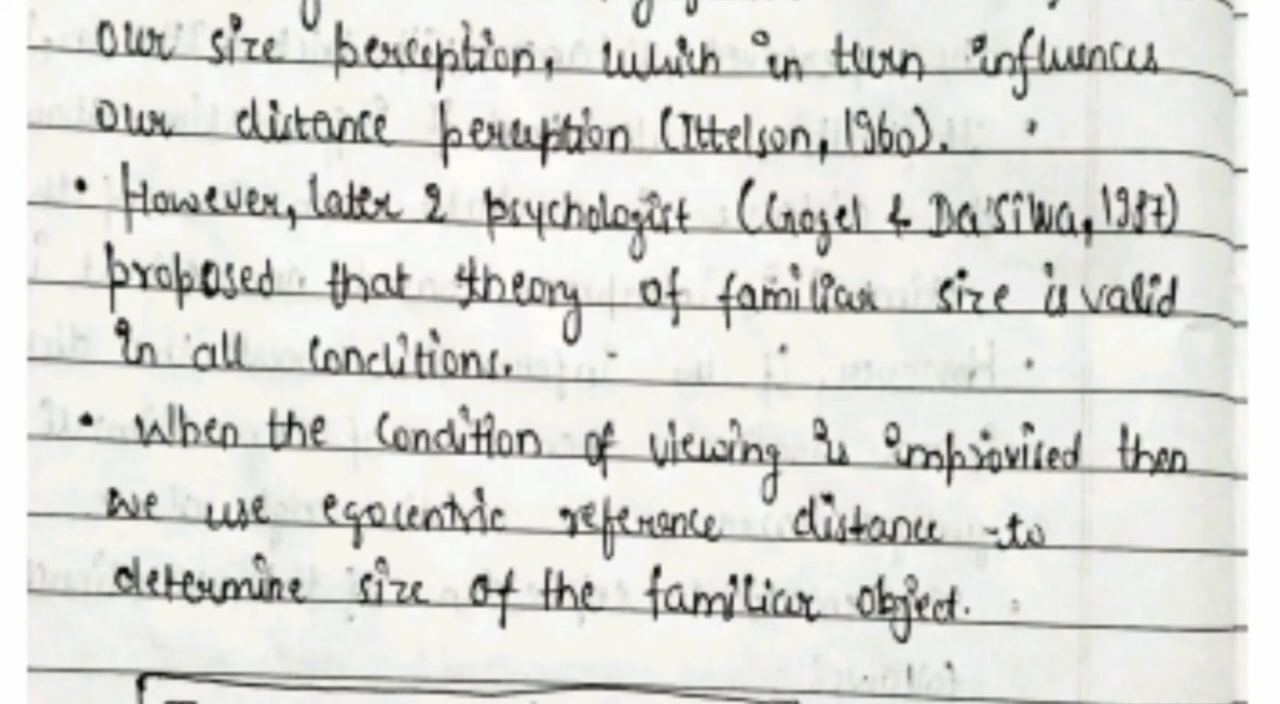 our size perception, which in turn influences
our distance perception (Ittelson, 1960).
• However, later 2 psychologist (Gogel & Da'Silva, 1987)
proposed that theory of familiar size is valid
in all conditions.
• When the condition of viewing is improvised then
we use egocentric reference distance to
determine size of the familiar object.